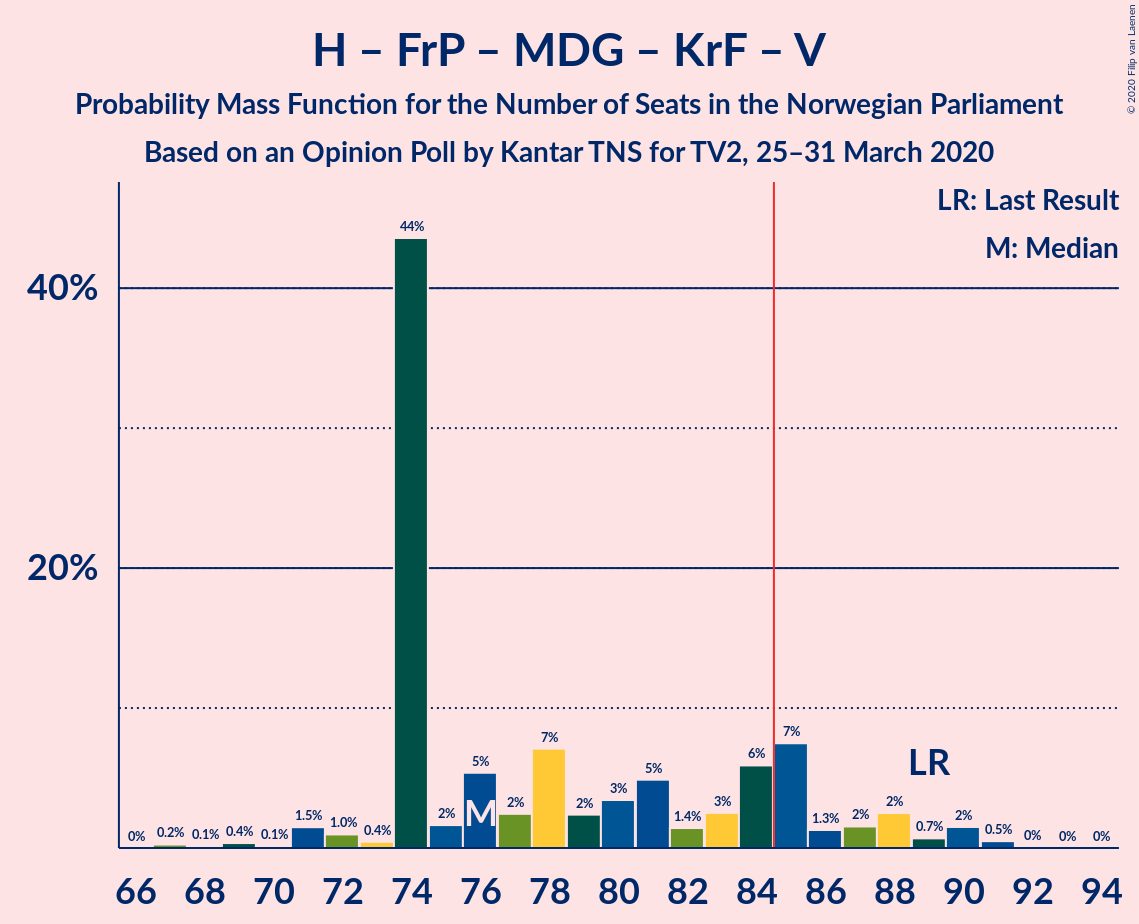 H – FrP – MDG – KrF – V
Probability Mass Function for the Number of Seats in the Norwegian Parliament
Based on an Opinion Poll by Kantar TNS for TV2, 25–31 March 2020
© 2020 Filip van Laenen
LR: Last Result
M: Median
40%
20%
0% 0.2% 0.1% 0.4% 0.1% 1.5% 1.0% 0.4% 44% 2% 5% 2% 7% 2% 3% 5% 1.4% 3% 6% 7% 1.3% 2% 2% 0.7% 2% 0.5% 0% 0% 0%
M
LR
66 68 70 72 74 76 78 80 82 84 86 88 90 92 94